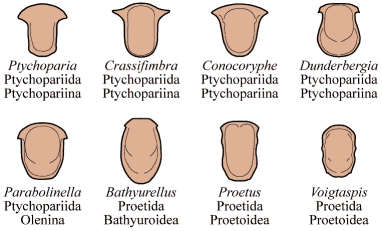 Ptychoparia Crassifimbra Conocoryphe Dunderbergia
Ptychopariida Ptychopariida Ptychopariida Ptychopariida
Ptychopariina Ptychopariina Ptychopariina Ptychopariina
Parabolinella Bathyurellus Proetus Voigtaspis
Ptychopariida Proetida Proetida Proetida
Olenina Bathyuroidea Proetoidea Proetoidea